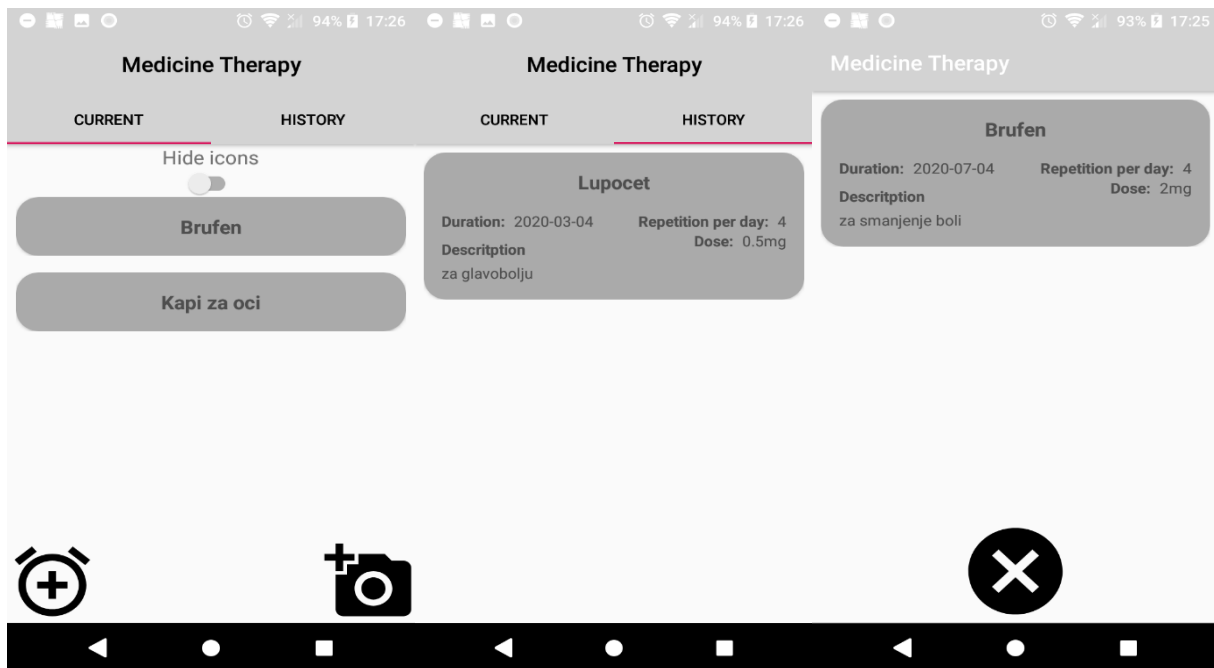 94% 17:26
Medicine Therapy
CURRENT HISTORY
Hide icons
Brufen
Kapi za oci
94% 17:26
Medicine Therapy
CURRENT HISTORY
Lupocet
Duration: 2020-03-04 Repetition per day: 4
Dose: 0.5mg
Descritption
za glavobolju
93% 17:25
Medicine Therapy
Brufen
Duration: 2020-07-04 Repetition per day: 4
Dose: 2mg
Descritption
za smanjenje boli